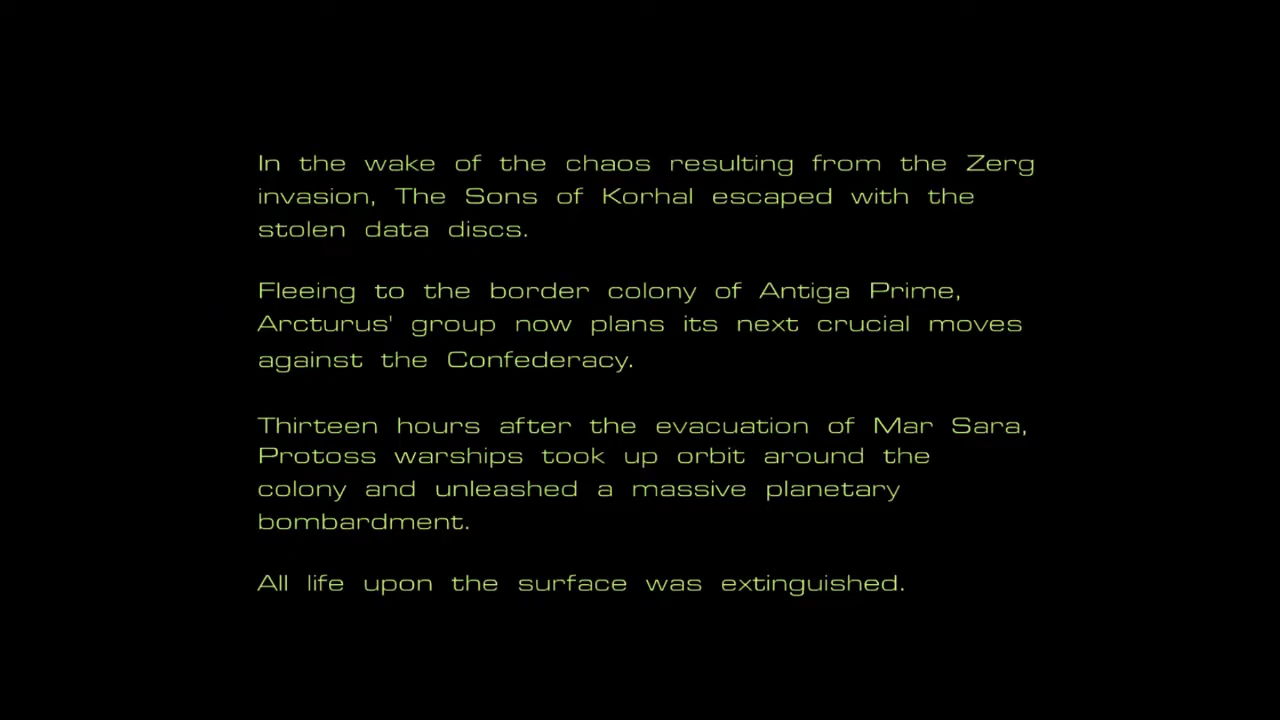 In the wake of the chaos resulting from the Zerg
invasion, The Sons of Korhal escaped with the
stolen data discs.
Fleeing to the border colony of Antiga Prime,
Arcturus' group now plans its next crucial moves
against the Confederacy.
Thirteen hours after the evacuation of Mar Sara,
Protoss warships took up orbit around the
colony and unleashed a massive planetary
bombardment.
All life upon the surface was extinguished.